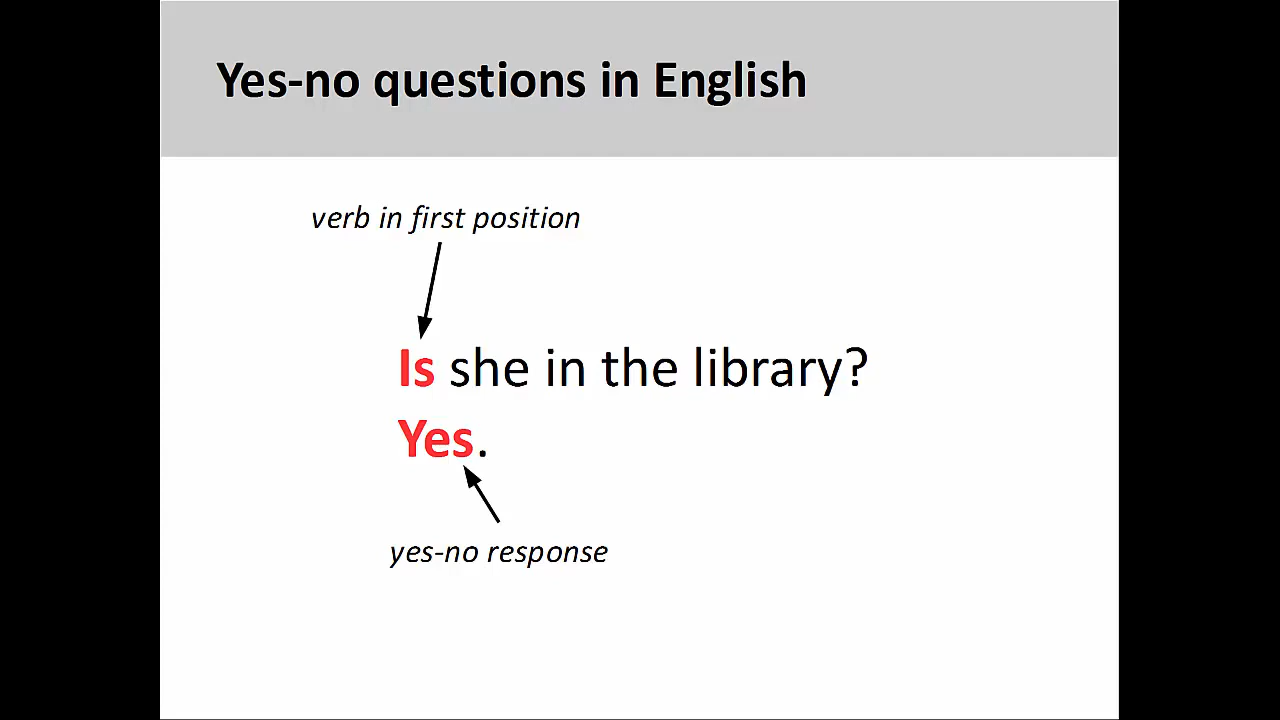 Yes-no questions in English
verb in first position
Is she in the library?
Yes.
yes-no response